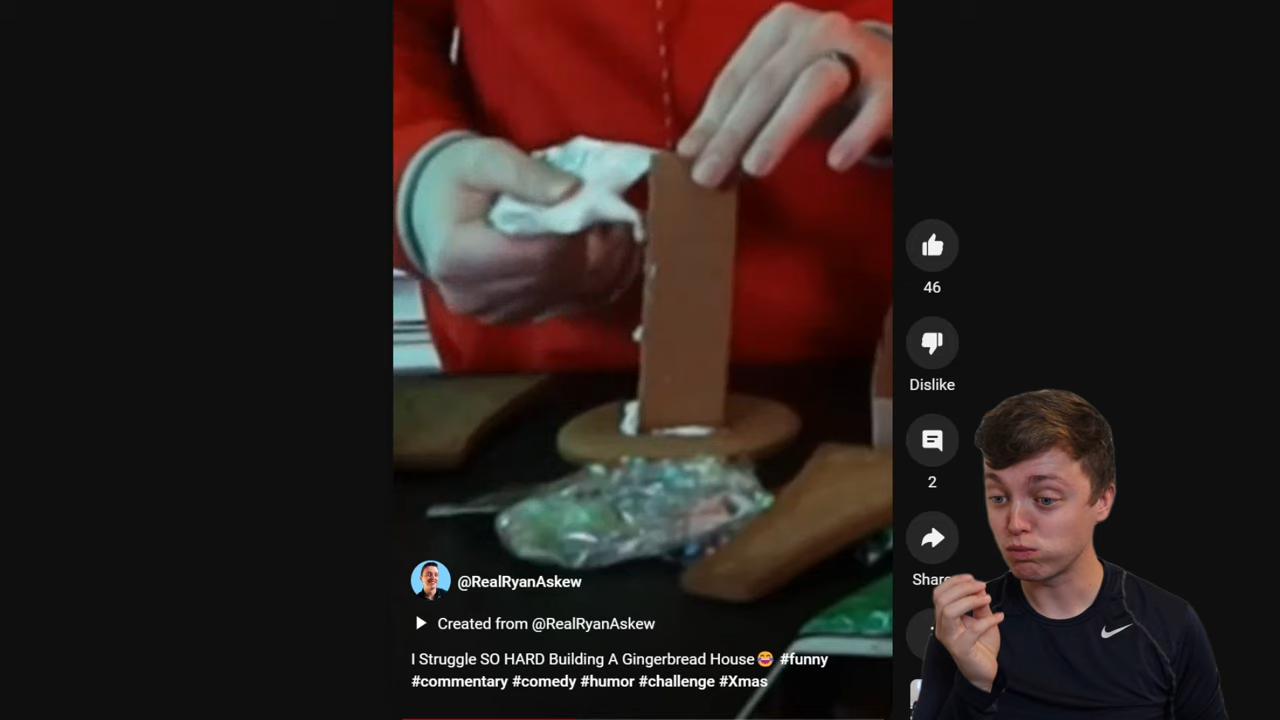 46
Dislike
2
Share
@RealRyanAskew
Created from @RealRyanAskew
I Struggle SO HARD Building A Gingerbread House😂 #funny
#commentary #comedy #humor #challenge #Xmas